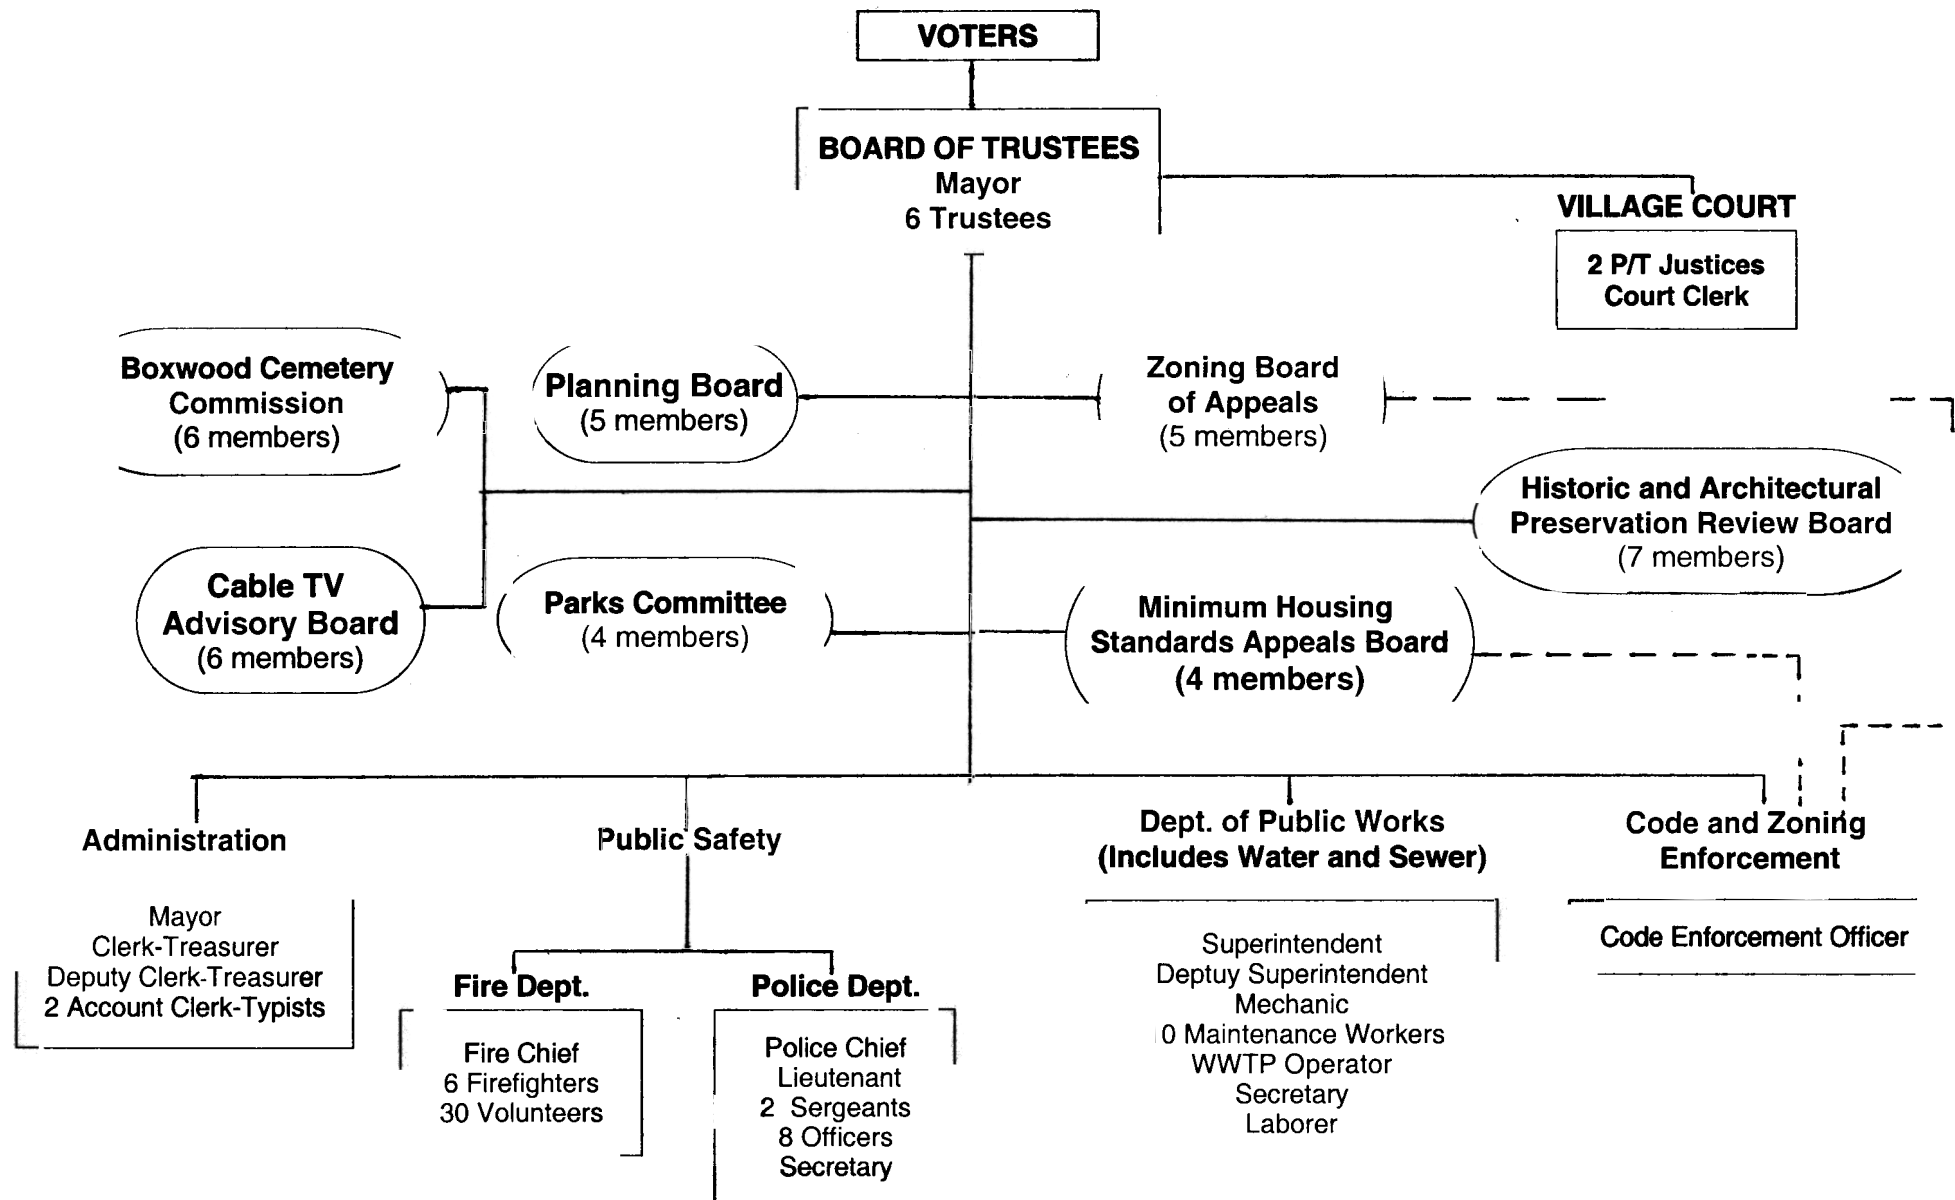 VOTERS
BOARD OF TRUSTEES
Mayor
6 Trustees
VILLAGE COURT
2 P/T Justices
Court Clerk
Boxwood Cemetery
Commission
(6 members)
Planning Board
(5 members)
Zoning Board
of Appeals
(5 members)
Historic and Architectural
Preservation Review Board
(7 members)
Cable TV
Advisory Board
(6 members)
Parks Committee
(4 members)
Minimum Housing
Standards Appeals Board
(4 members)
Administration
Mayor
Clerk-Treasurer
Deputy Clerk-Treasurer
2 Account Clerk-Typists
Public Safety
Fire Dept.
Fire Chief
6 Firefighters
30 Volunteers
Police Dept.
Police Chief
Lieutenant
2 Sergeants
8 Officers
Secretary
Dept. of Public Works
(Includes Water and Sewer)
Superintendent
Deptuy Superintendent
Mechanic
0 Maintenance Workers
WWTP Operator
Secretary
Laborer
Code and Zoning
Enforcement
Code Enforcement Officer